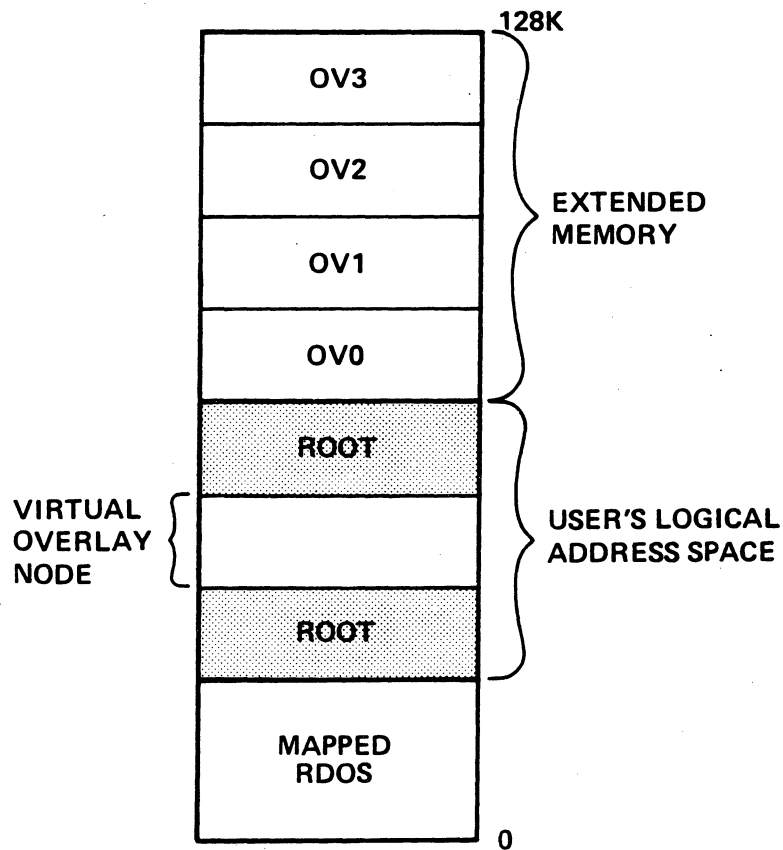 128K
OV3
OV2
EXTENDED
MEMORY
OV1
OV0
ROOT
VIRTUAL
OVERLAY
NODE
USER'S LOGICAL
ADDRESS SPACE
ROOT
MAPPED
RDOS
0